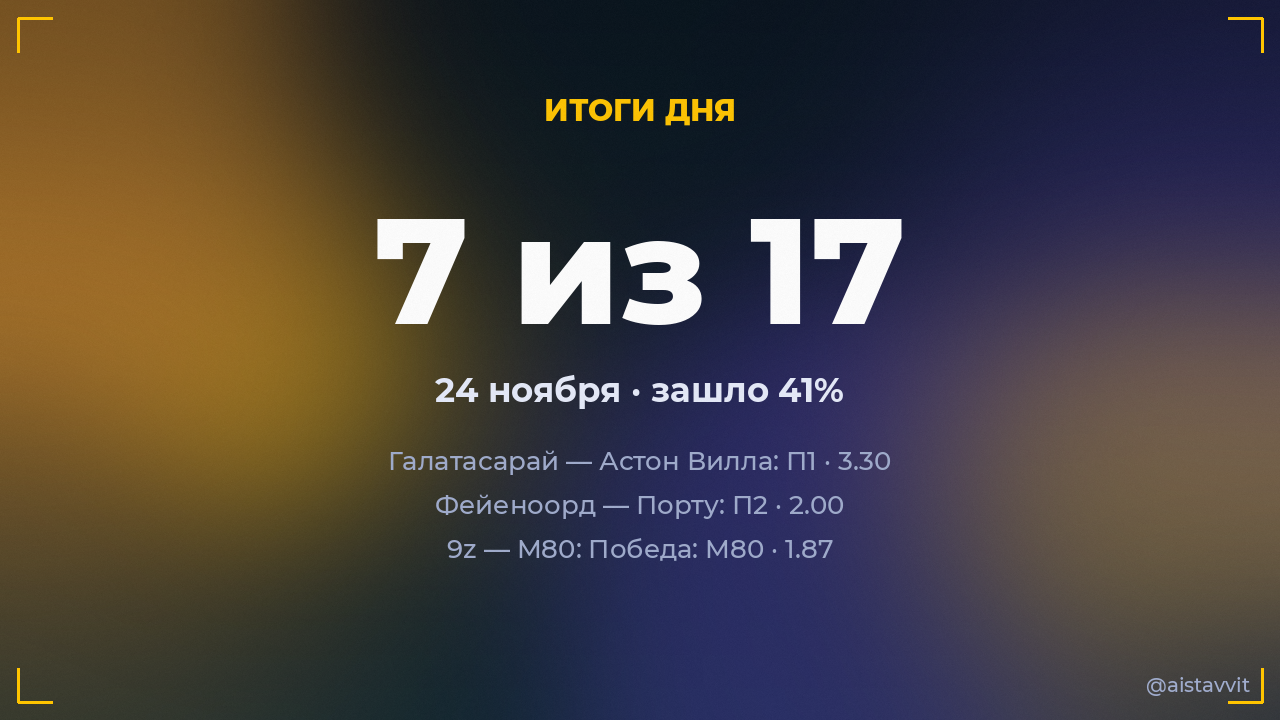 ИТОГИ ДНЯ
7 из 17
24 ноября · зашло 41%
Галатасарай — Астон Вилла: П1 · 3.30
Фейеноорд — Порту: П2 · 2.00
9z — M80: Победа: M80 · 1.87
@aistavvit